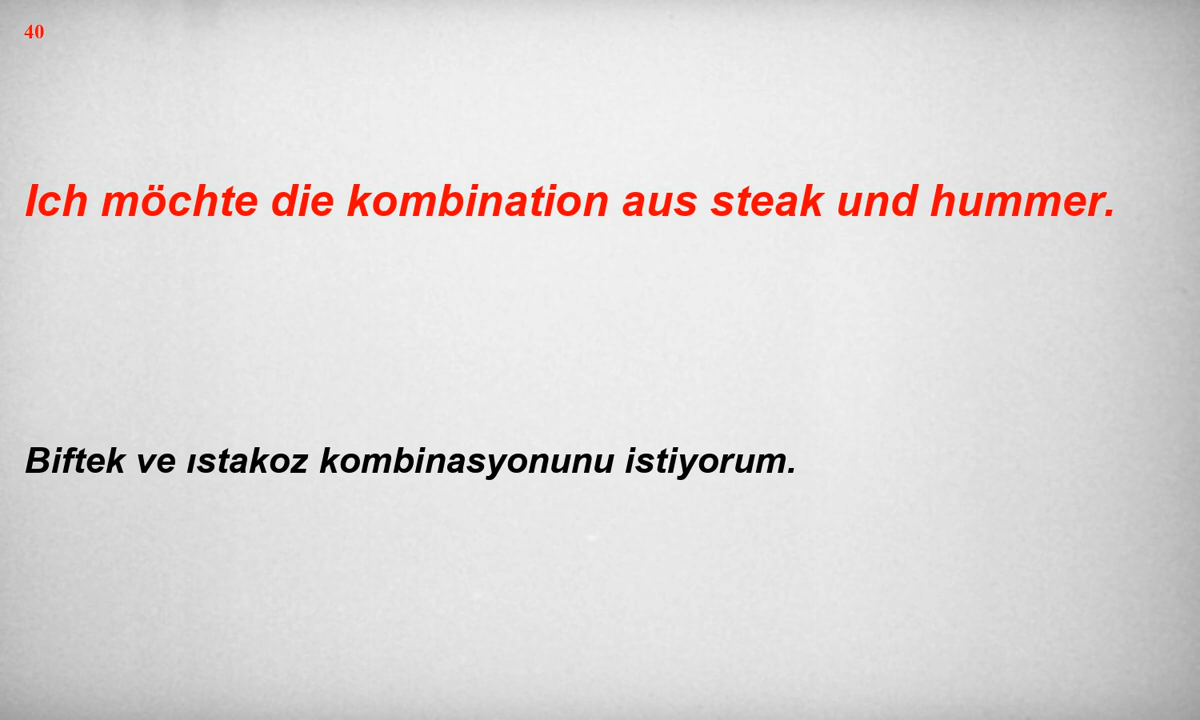 40
Ich möchte die kombination aus steak und hummer.
Biftek ve ıstakoz kombinasyonunu istiyorum.